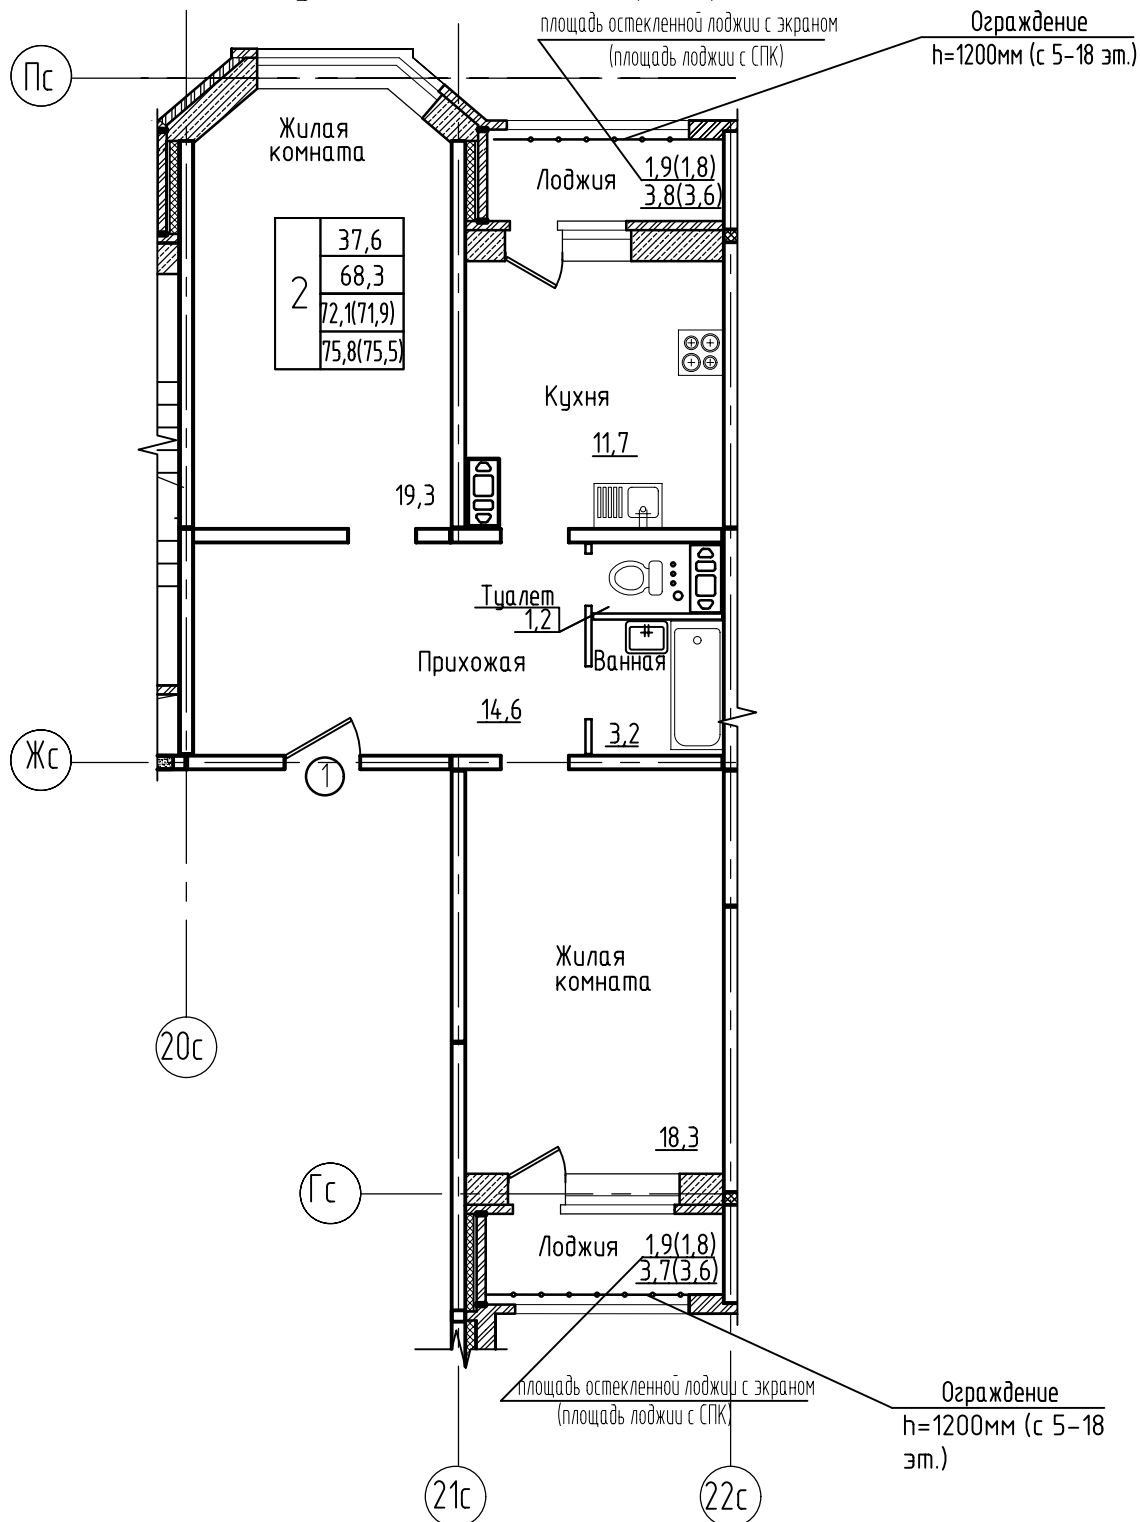 площадь остекленной лоджии с экраном
(площадь лоджии с СПК)
Ограждение
h=1200мм (с 5-18 эт.)
Пс
Жилая
комната
Лоджия
1,9(1,8)
3,8(3,6)
2
37,6
68,3
72,1(71,9)
75,8(75,5)
Кухня
11,7
19,3
Туалет
1,2
Прихожая
14,6
Ванная
3,2
Жс
1
Жилая
комната
18,3
20с
Гс
Лоджия
1,9(1,8)
3,7(3,6)
площадь остекленной лоджии с экраном
(площадь лоджии с СПК)
Ограждение
h=1200мм (с 5-18
эт.)
21с
22с